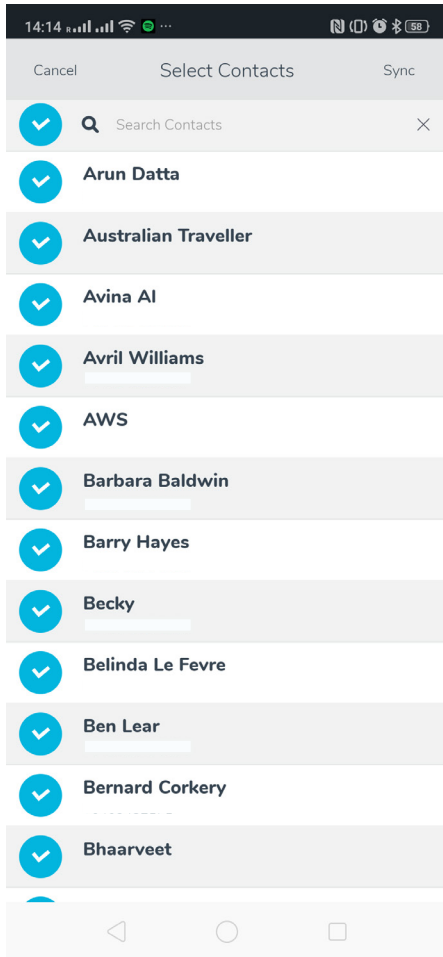 14:14 R 58
Cancel Select Contacts Sync
Search Contacts
Arun Datta
Australian Traveller
Avina AI
Avril Williams
AWS
Barbara Baldwin
Barry Hayes
Becky
Belinda Le Fevre
Ben Lear
Bernard Corkery
Bhaarveet